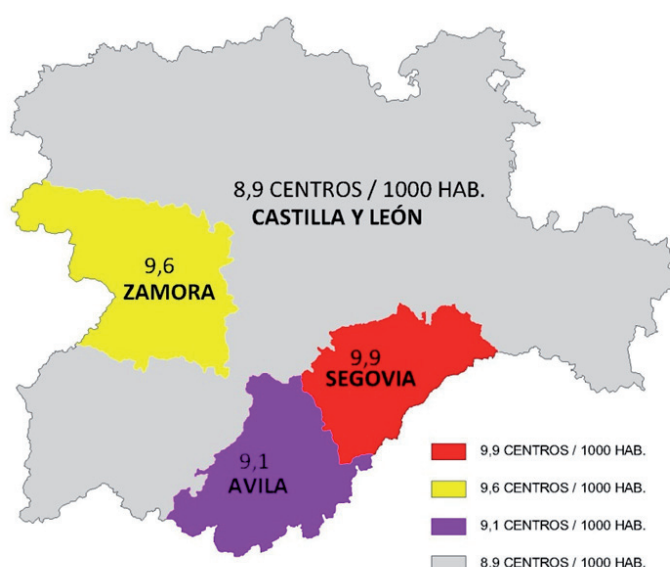 8,9 CENTROS / 1000 HAB.
CASTILLA Y LEÓN
9,6
ZAMORA
9,9
SEGOVIA
9,1
AVILA
9,9 CENTROS / 1000 HAB.
9,6 CENTROS / 1000 HAB.
9,1 CENTROS / 1000 HAB.
8,9 CENTROS / 1000 HAB.